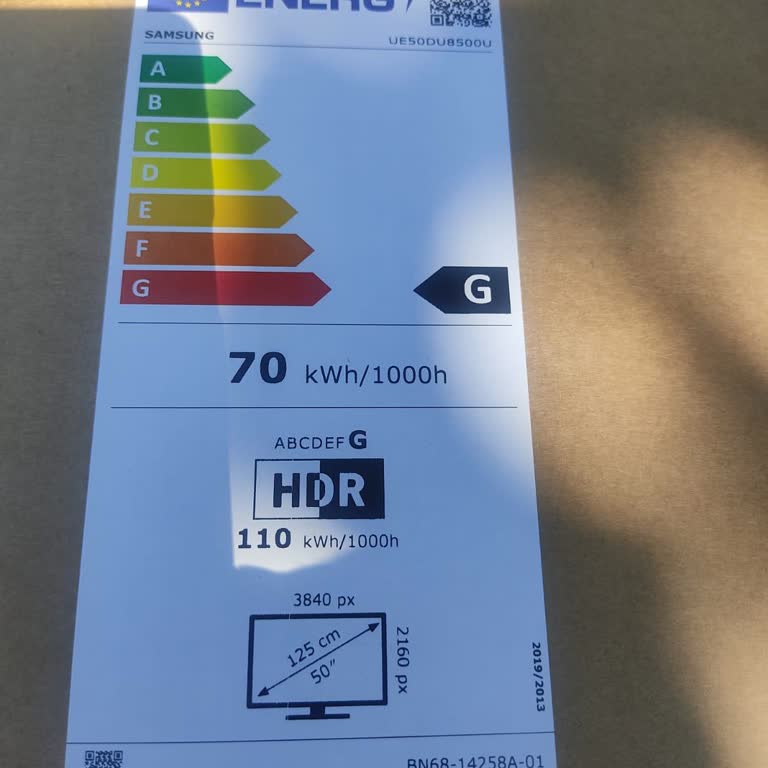 ENERG
SAMSUNG
UE50DU8500U
A
B
C
D
E
F
G
G
70 kWh/1000h
ABCDEFG
HDR
110 kWh/1000h
3840 px
125 cm
50"
2160 px
2019/2013
BN68-14258A-01